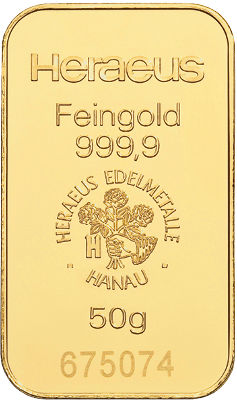 Heraeus
Feingold
999,9
HERAEUS EDELMETALLE
H
HANAU
50g
675074